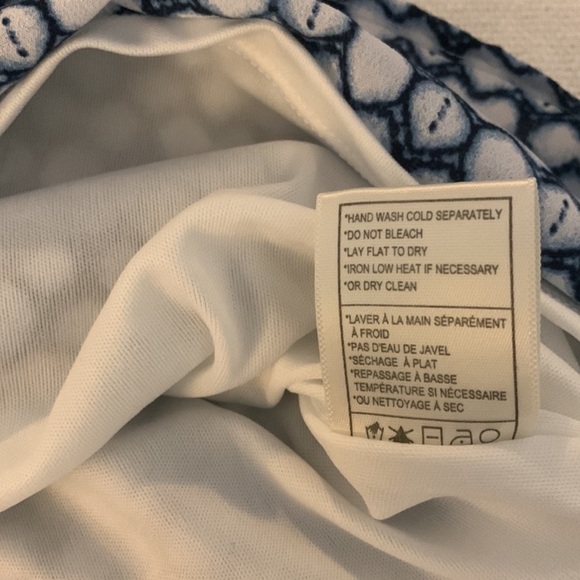 *HAND WASH COLD SEPARATELY
*DO NOT BLEACH
*LAY FLAT TO DRY
*IRON LOW HEAT IF NECESSARY
*OR DRY CLEAN
*LAVER À LA MAIN SÉPARÉMENT
À FROID
*PAS D'EAU DE JAVEL
*SÉCHAGE À PLAT
*REPASSAGE À BASSE
TEMPÉRATURE SI NÉCESSAIRE
*OU NETTOYAGE À SEC